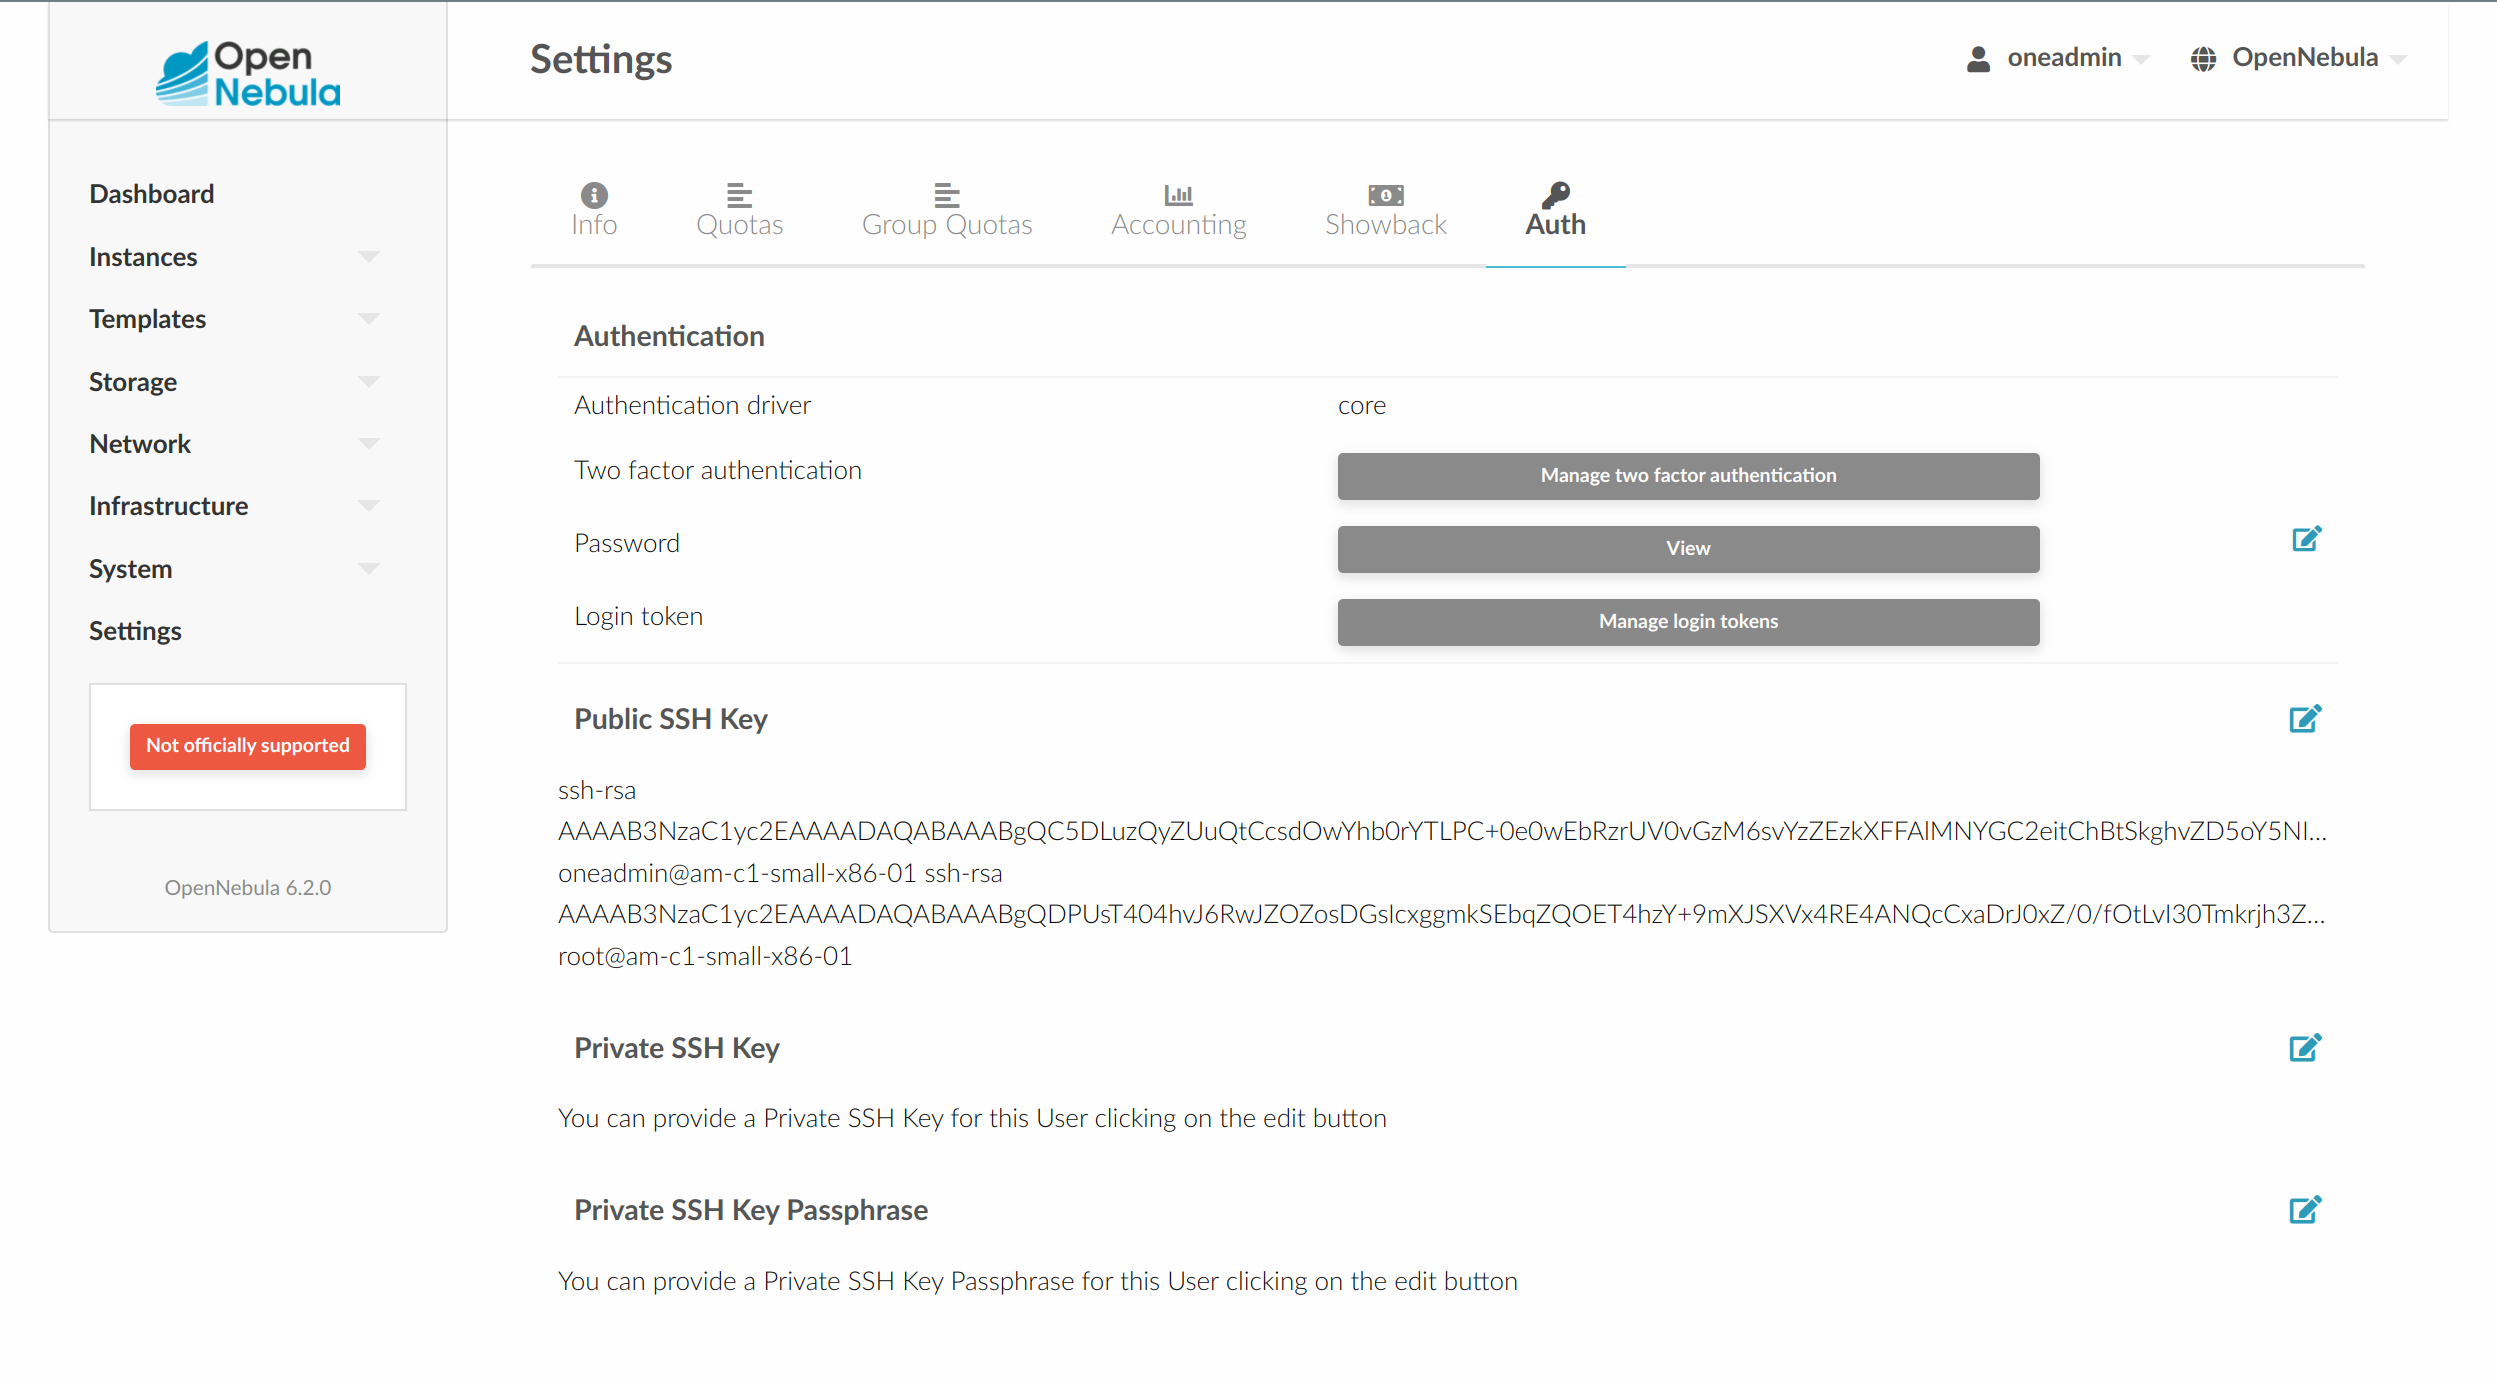 Open
Nebula
Settings
oneadmin
OpenNebula
Dashboard
Instances
Templates
Storage
Network
Infrastructure
System
Settings
Not officially supported
OpenNebula 6.2.0
Info
Quotas
Group Quotas
Accounting
Showback
Auth
Authentication
Authentication driver core
Two factor authentication Manage two factor authentication
Password View
Login token Manage login tokens
Public SSH Key
ssh-rsa
AAAAB3NzaC1yc2EAAAADAQABAAABgQC5DLuzQyZUuQtCcsdOwYhb0rYTLPC+0e0wEbRzrUV0vGzM6svYzZEzkXFFAlMNYGC2eitChBtSkghvZD5oY5NI...
oneadmin@am-c1-small-x86-01 ssh-rsa
AAAAB3NzaC1yc2EAAAADAQABAAABgQDPUsT404hvJ6RwJZOZosDGslcxggmkSEbqZQOET4hzY+9mXJSXVx4RE4ANQcCxaDrJ0xZ/0/fOtLvI30Tmkrjh3Z...
root@am-c1-small-x86-01
Private SSH Key
You can provide a Private SSH Key for this User clicking on the edit button
Private SSH Key Passphrase
You can provide a Private SSH Key Passphrase for this User clicking on the edit button